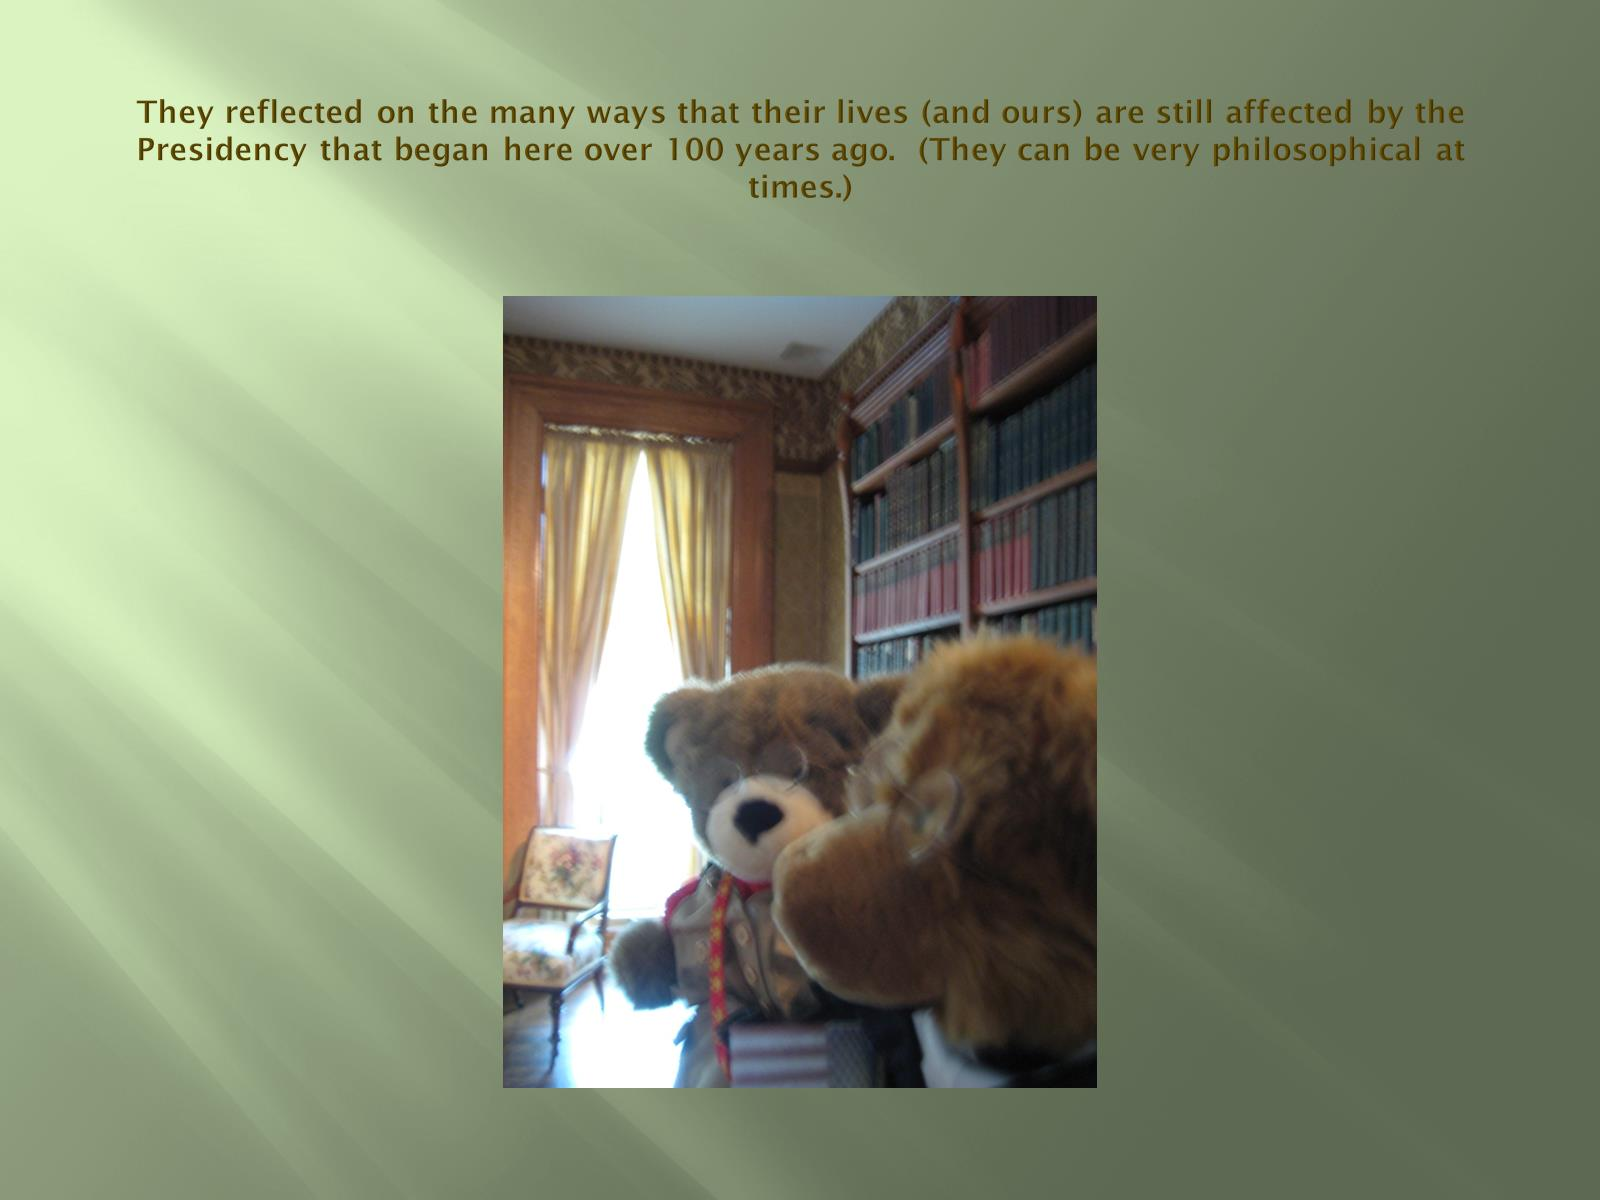 They reflected on the many ways that their lives (and ours) are still affected by the
Presidency that began here over 100 years ago.  (They can be very philosophical at
times.)